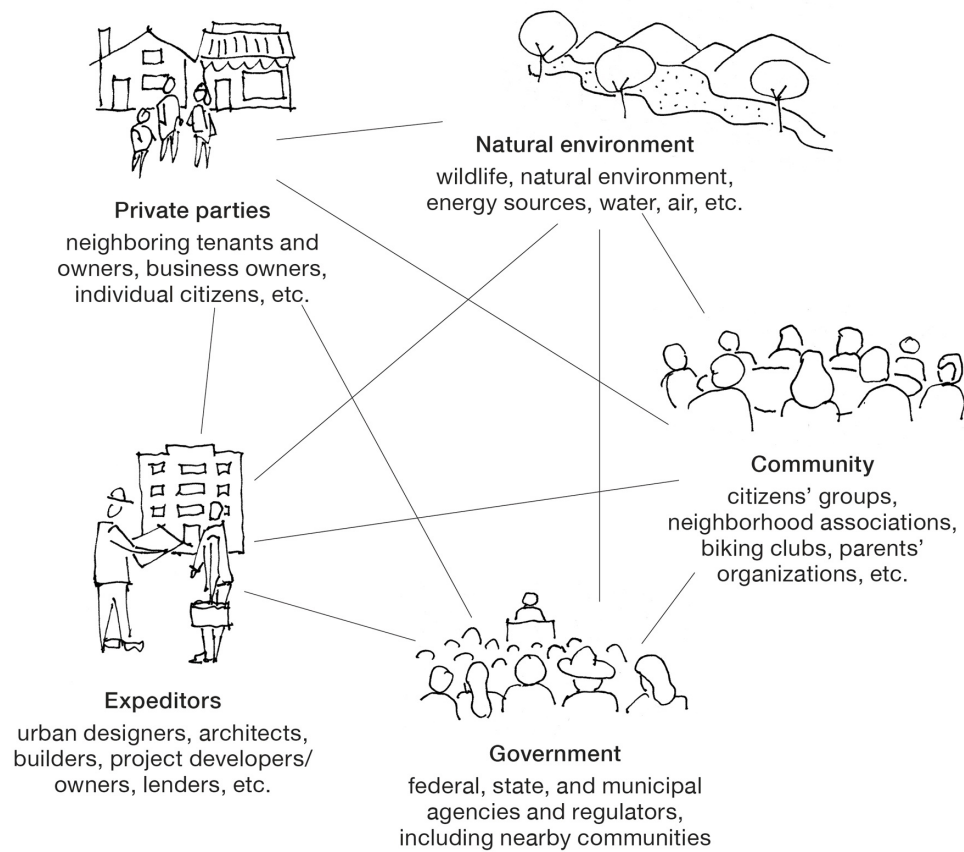 Natural environment
wildlife, natural environment,
energy sources, water, air, etc.
Private parties
neighboring tenants and
owners, business owners,
individual citizens, etc.
Community
citizens’ groups,
neighborhood associations,
biking clubs, parents’
organizations, etc.
Expeditors
urban designers, architects,
builders, project developers/
owners, lenders, etc.
Government
federal, state, and municipal
agencies and regulators,
including nearby communities